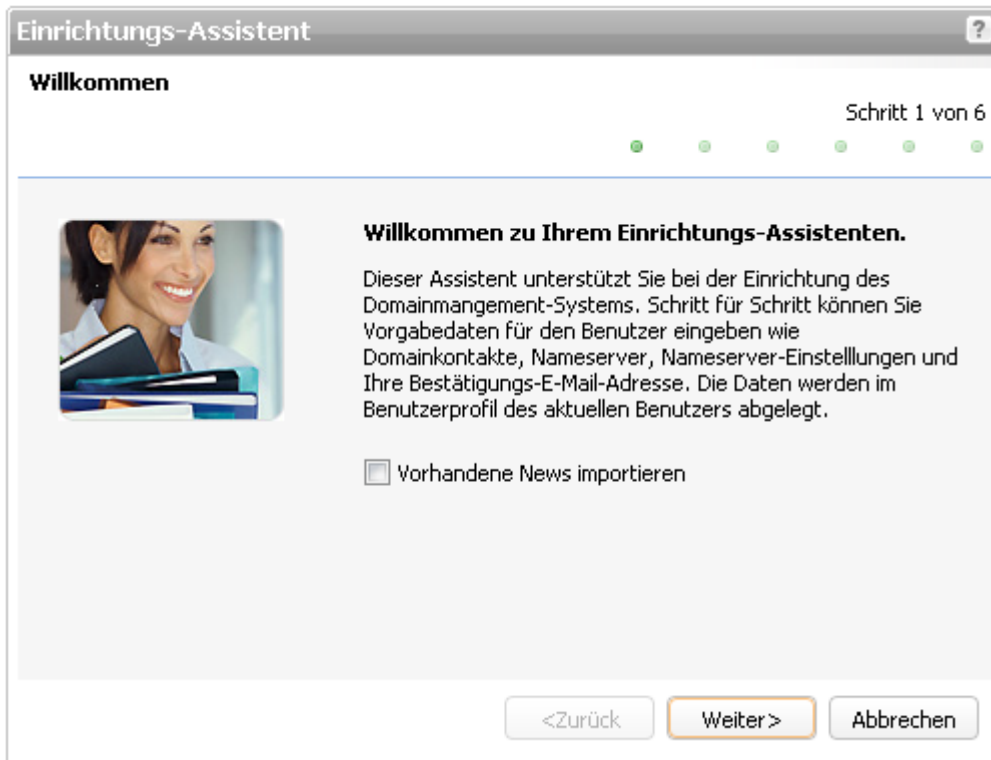 Einrichtungs-Assistent
?
Willkommen
Schritt 1 von 6
Willkommen zu Ihrem Einrichtungs-Assistenten.
Dieser Assistent unterstützt Sie bei der Einrichtung des
Domainmangement-Systems. Schritt für Schritt können Sie
Vorgabedaten für den Benutzer eingeben wie
Domainkontakte, Nameserver, Nameserver-Einstelllungen und
Ihre Bestätigungs-E-Mail-Adresse. Die Daten werden im
Benutzerprofil des aktuellen Benutzers abgelegt.
Vorhandene News importieren
<Zurück
Weiter>
Abbrechen